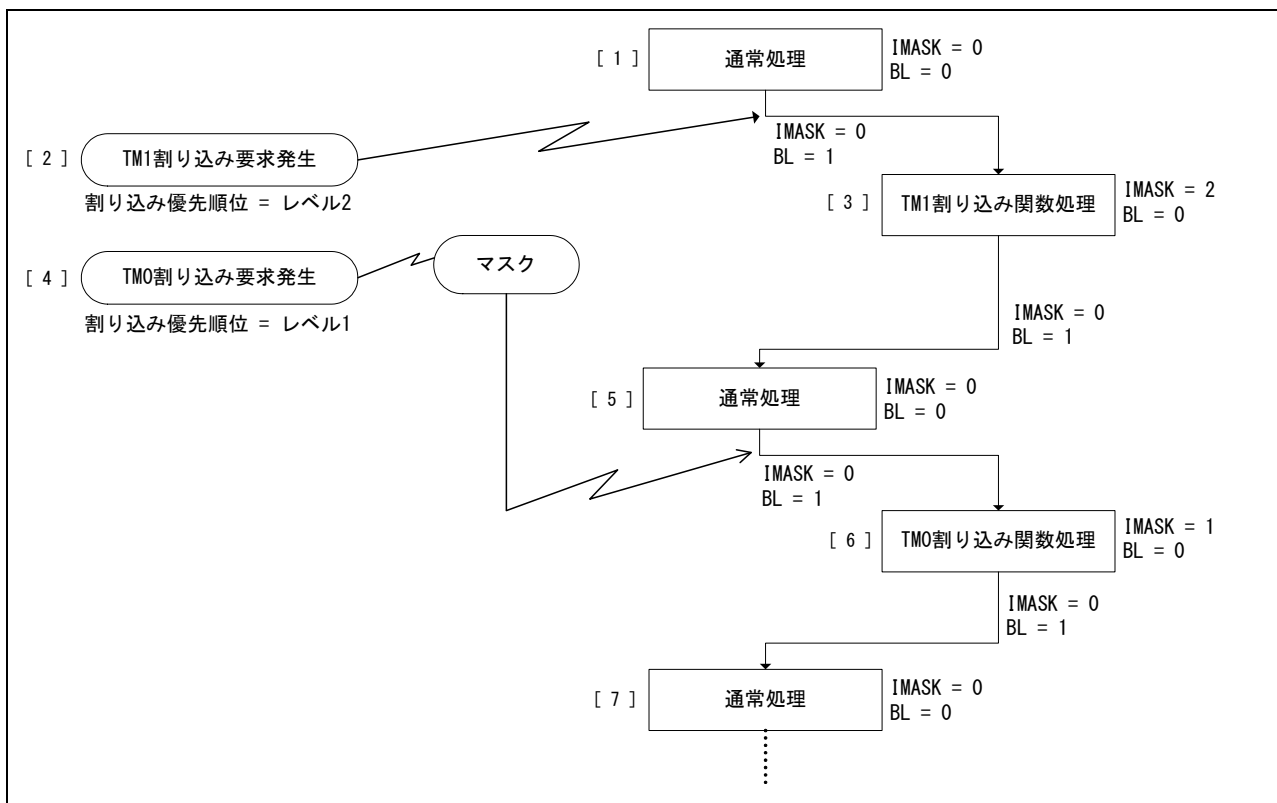 [ 1 ]
通常処理
IMASK = 0
BL = 0
IMASK = 0
BL = 1
[ 2 ]
TM1割り込み要求発生
割り込み優先順位 = レベル2
[ 3 ]
TM1割り込み関数処理
IMASK = 2
BL = 0
[ 4 ]
TM0割り込み要求発生
割り込み優先順位 = レベル1
マスク
IMASK = 0
BL = 1
[ 5 ]
通常処理
IMASK = 0
BL = 0
IMASK = 0
BL = 1
[ 6 ]
TM0割り込み関数処理
IMASK = 1
BL = 0
IMASK = 0
BL = 1
[ 7 ]
通常処理
IMASK = 0
BL = 0